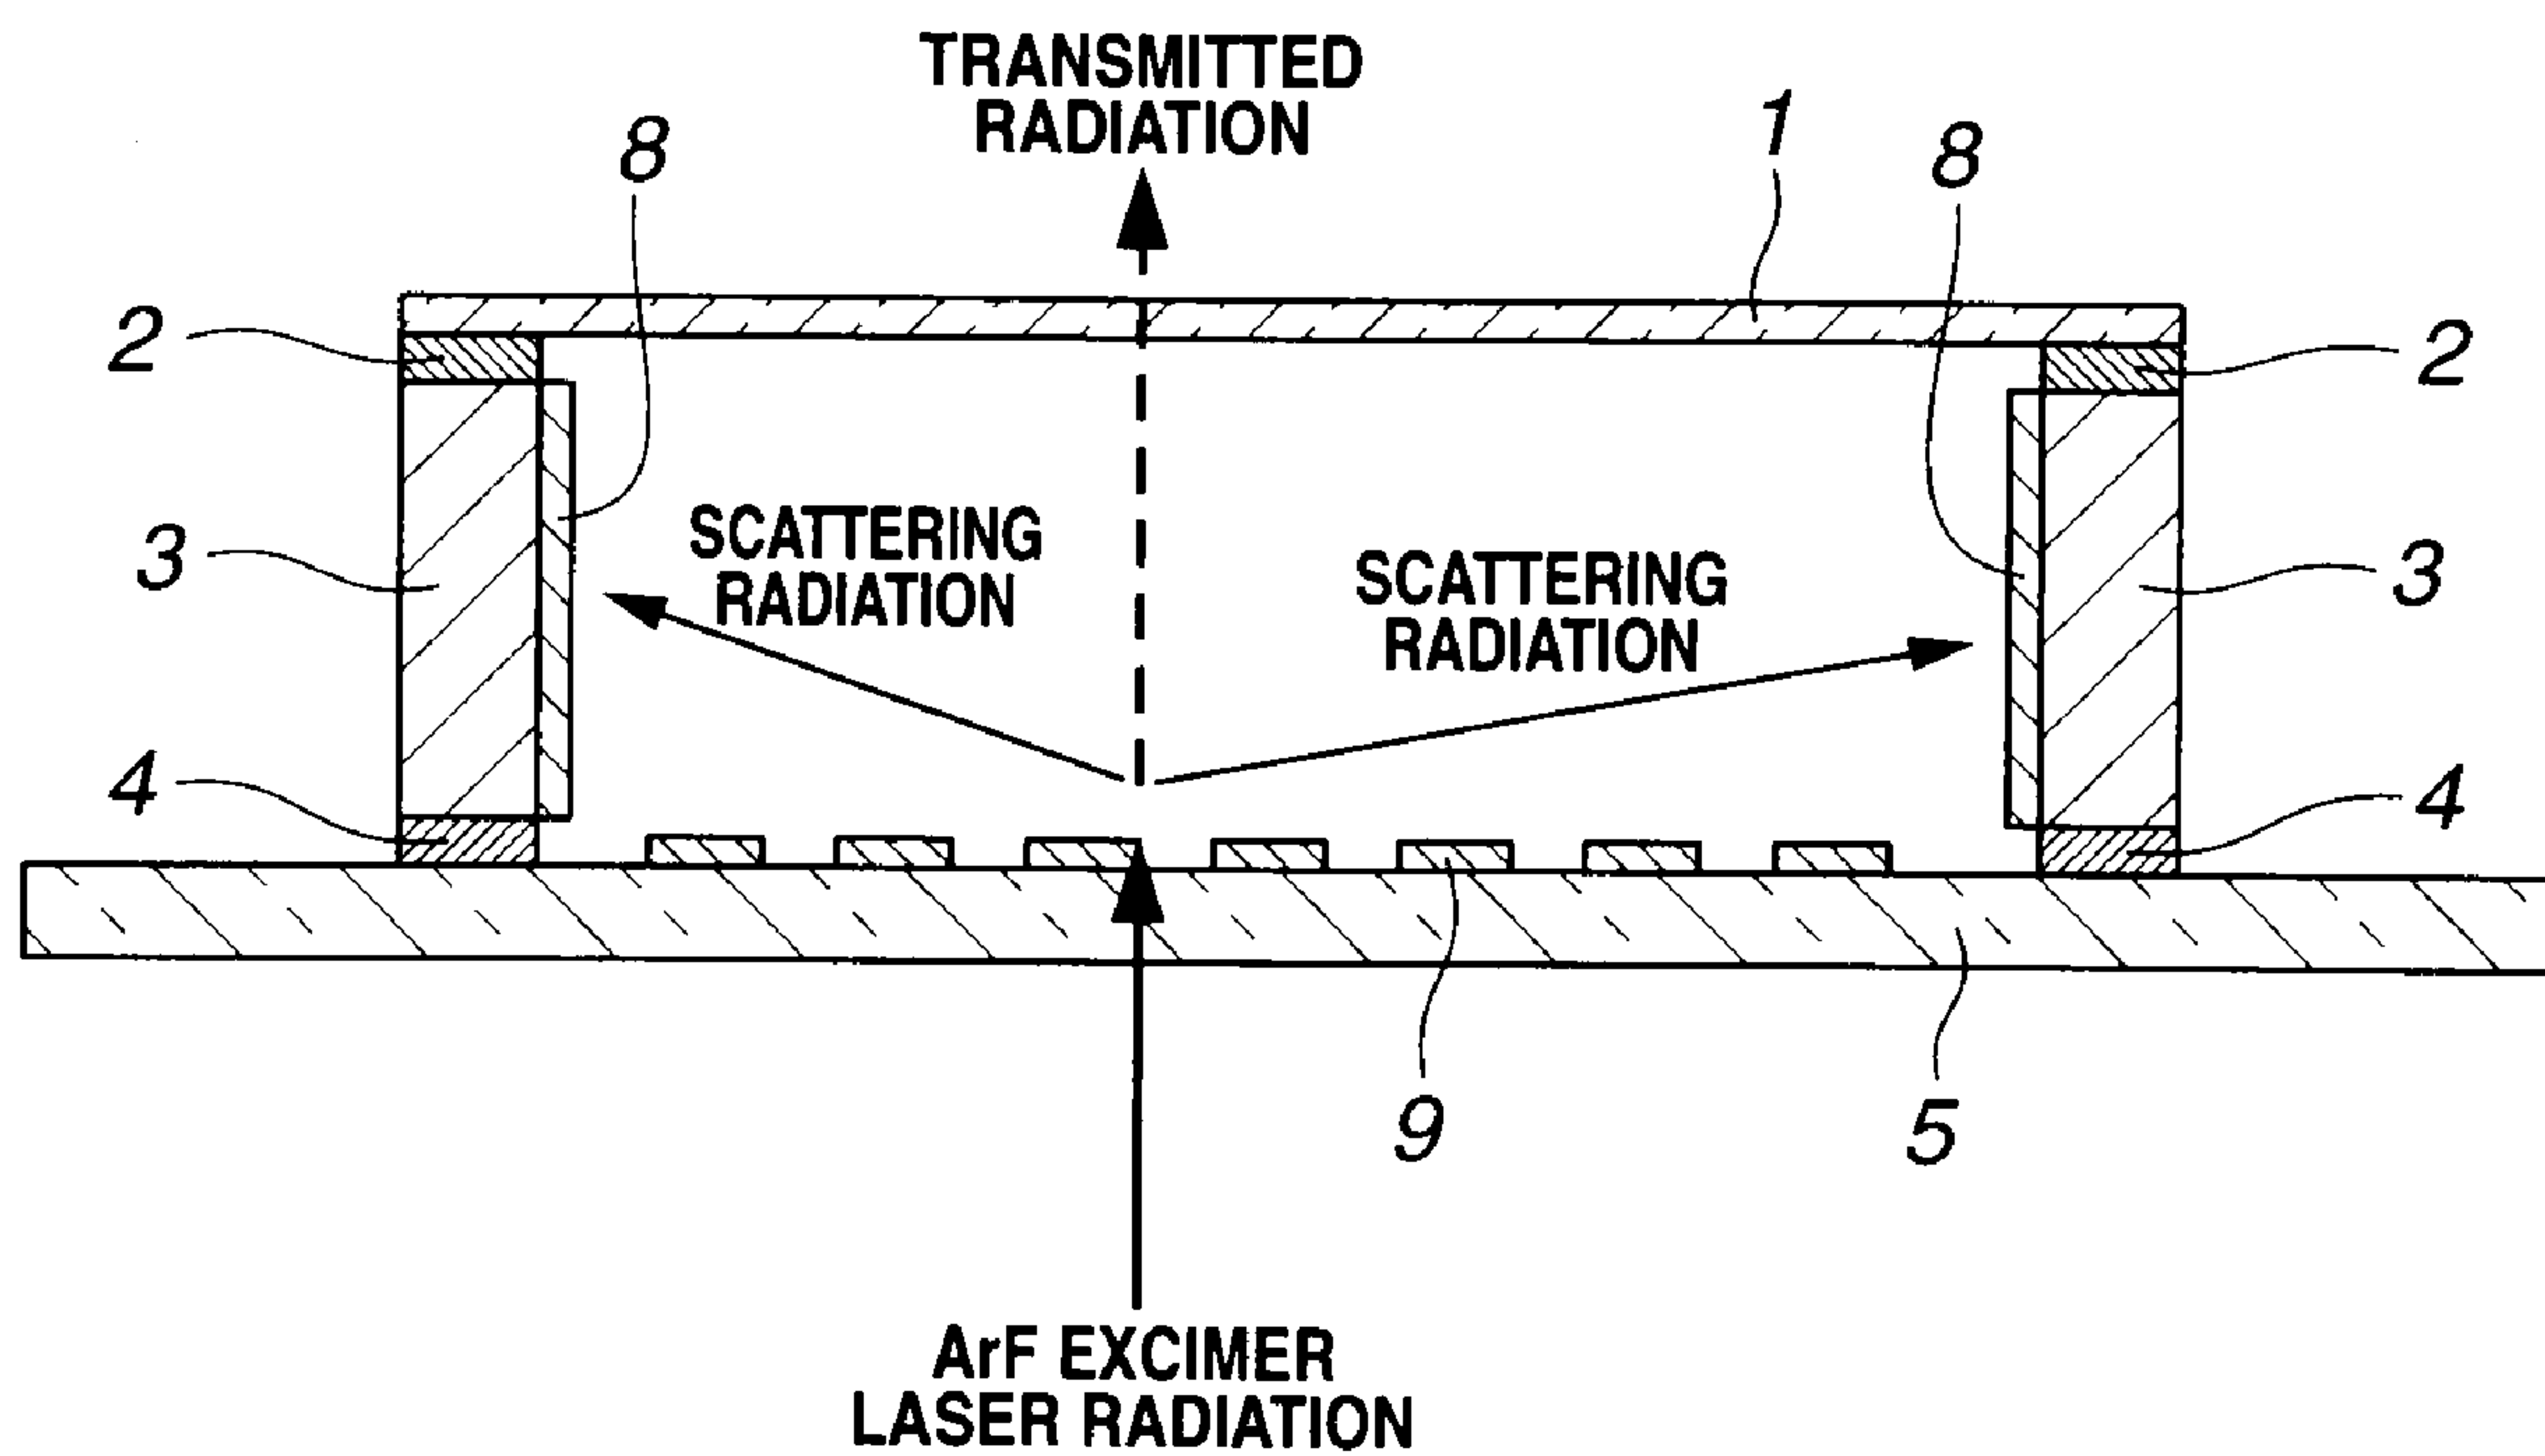 TRANSMITTED
RADIATION
8
1
8
2
2
SCATTERING
RADIATION
SCATTERING
RADIATION
3
3
4
4
9
5
ArF EXCIMER
LASER RADIATION